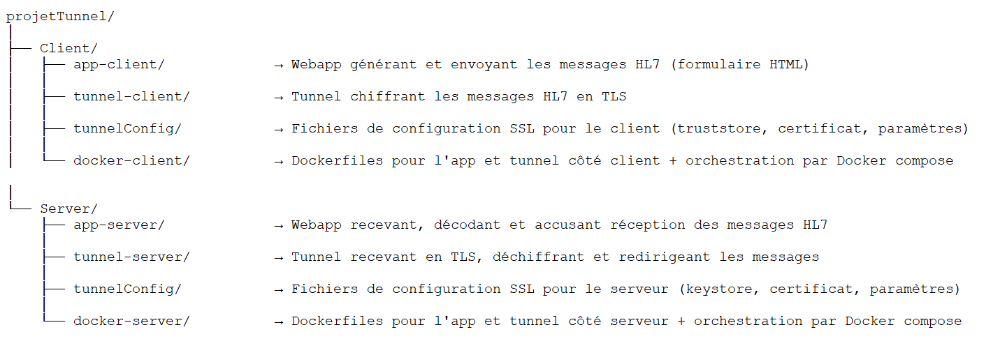 projetTunnel/
│
├── Client/
│   ├── app-client/             → Webapp générant et envoyant les messages HL7 (formulaire HTML)
│   │
│   ├── tunnel-client/          → Tunnel chiffrant les messages HL7 en TLS
│   │
│   ├── tunnelConfig/           → Fichiers de configuration SSL pour le client (truststore, certificat, paramètres)
│   │
│   └── docker-client/          → Dockerfiles pour l'app et tunnel côté client + orchestration par Docker compose
│
└── Server/
    ├── app-server/             → Webapp recevant, décodant et accusant réception des messages HL7
    │
    ├── tunnel-server/          → Tunnel recevant en TLS, déchiffrant et redirigeant les messages
    │
    ├── tunnelConfig/           → Fichiers de configuration SSL pour le serveur (keystore, certificat, paramètres)
    │
    └── docker-server/          → Dockerfiles pour l'app et tunnel côté serveur + orchestration par Docker compose